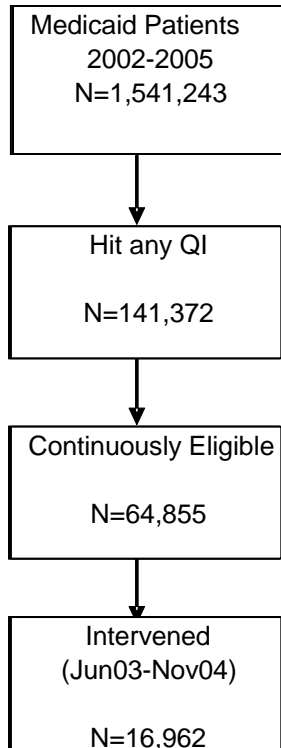 Medicaid Patients
2002-2005
N=1,541,243
Hit any QI
N=141,372
Continuously Eligible
N=64,855
Intervened
(Jun03-Nov04)
N=16,962